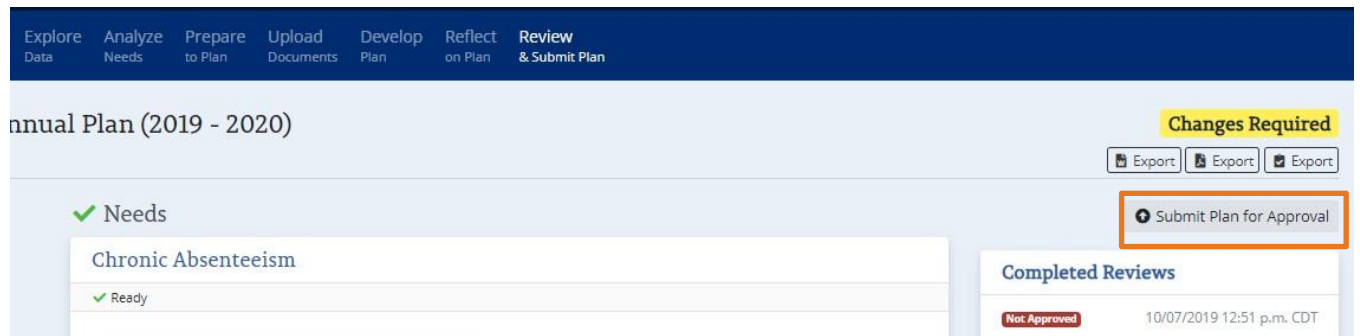 Explore Analyze Prepare Upload Develop Reflect Review
Data Needs to Plan Documents Plan on Plan & Submit Plan
nnual Plan (2019 - 2020)
Changes Required
Export Export Export
Needs
Submit Plan for Approval
Chronic Absenteeism
Ready
Completed Reviews
Not Approved 10/07/2019 12:51 p.m. CDT